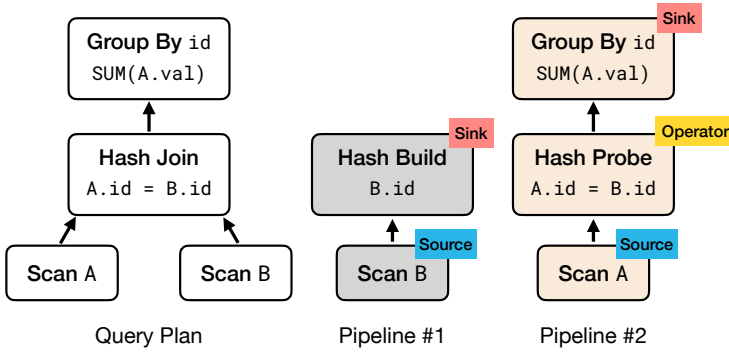 Group By id
SUM(A.val)
Hash Join
A.id = B.id
Scan A
Scan B
Query Plan
Sink
Hash Build
B.id
Source
Scan B
Pipeline #1
Sink
Group By id
SUM(A.val)
Operator
Hash Probe
A.id = B.id
Source
Scan A
Pipeline #2